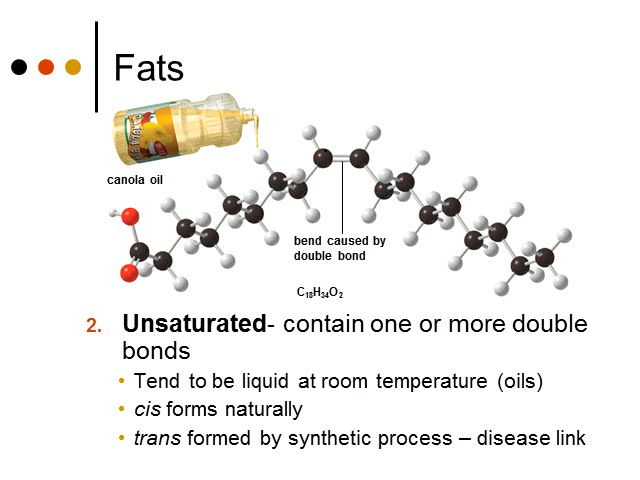 Fats
canola oil
bend caused by
double bond
C₁₈H₃₄O₂
2. Unsaturated- contain one or more double
bonds
• Tend to be liquid at room temperature (oils)
• cis forms naturally
• trans formed by synthetic process – disease link